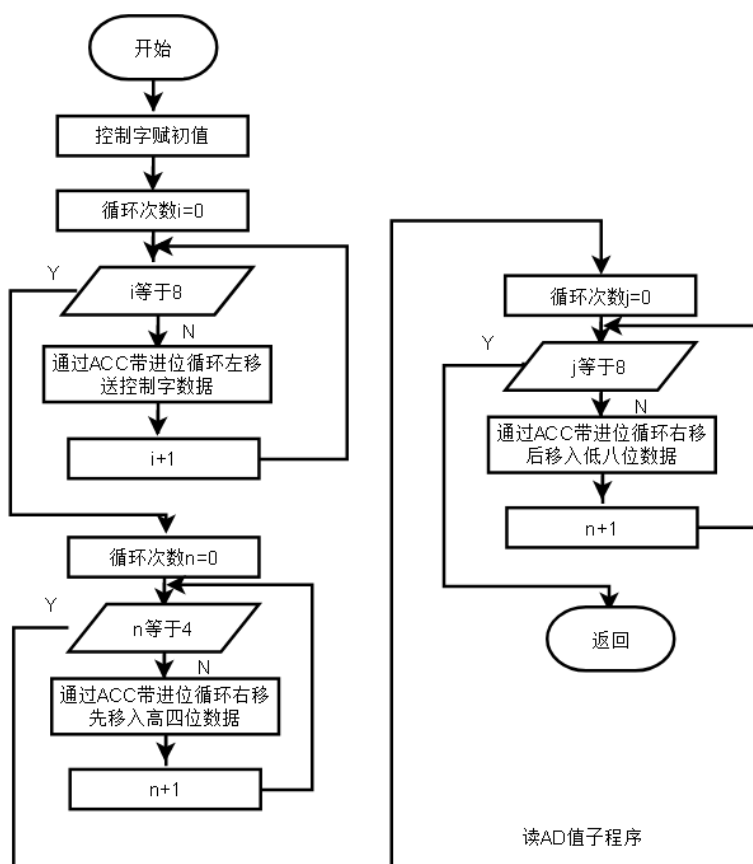 开始
控制字赋初值
循环次数i=0
Y
i等于8
N
通过ACC带进位循环左移
送控制字数据
i+1
循环次数n=0
Y
n等于4
N
通过ACC带进位循环右移
先移入高四位数据
n+1
循环次数j=0
Y
j等于8
N
通过ACC带进位循环右移
后移入低八位数据
n+1
返回
读AD值子程序